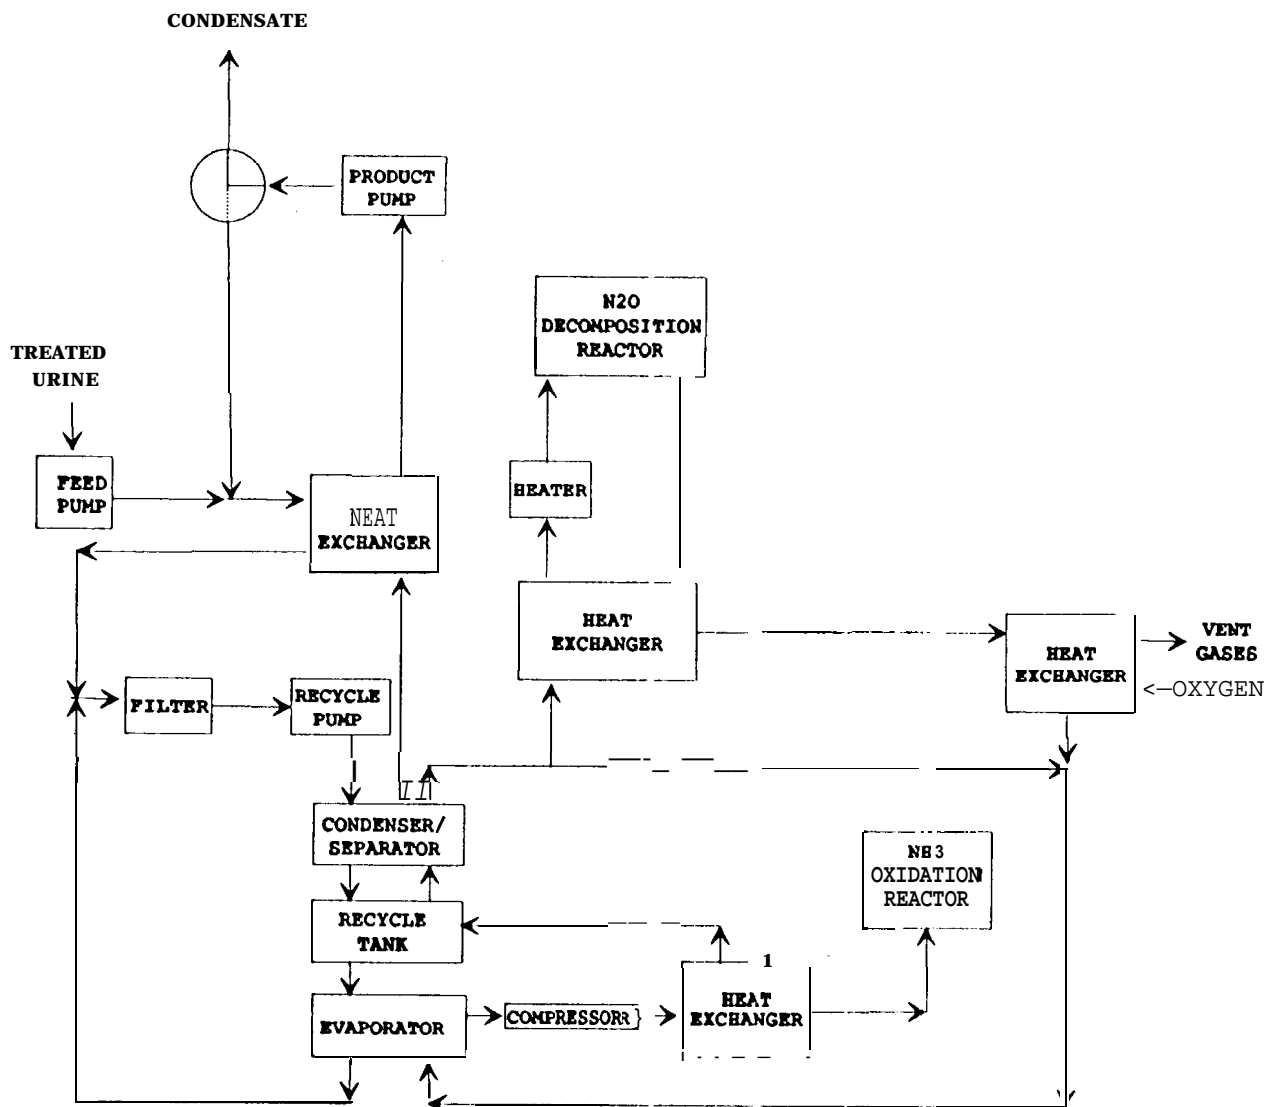 CONDENSATE
PRODUCT
PUMP
N2O
DECOMPOSITION
REACTOR
TREATED
URINE
FEED
PUMP
NEAT
EXCHANGER
HEATER
HEAT
EXCHANGER
HEAT
EXCHANGER
VENT
GASES
<—OXYGEN
FILTER
RECYCLE
PUMP
II
CONDENSER/
SEPARATOR
NH3
OXIDATION
REACTOR
RECYCLE
TANK
1
HEAT
EXCHANGER
COMPRESSORR}
EVAPORATOR